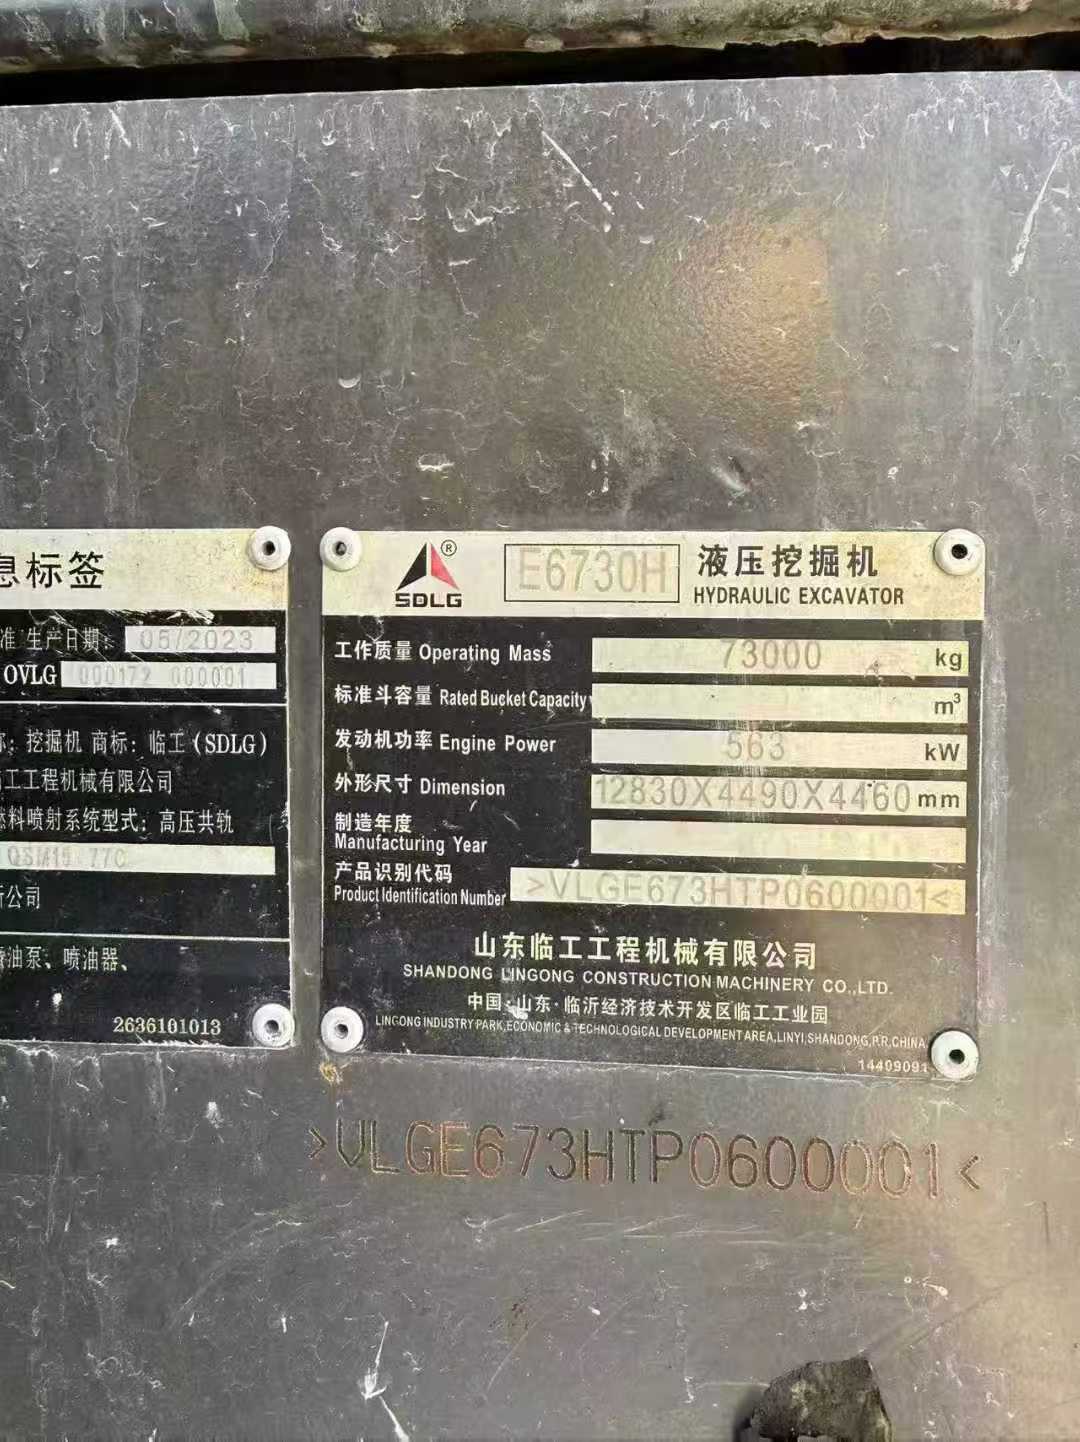 息标签
准 生产日期: 05/2023
OVLG 000172 000001
挖掘机 商标: 临工(SDLG)
工工程机械有限公司
燃料喷射系统型式: 高压共轨
公司
油泵、喷油器、
2636101013
SDLG ®
E6730H
液压挖掘机
HYDRAULIC EXCAVATOR
工作质量 Operating Mass 73000 kg
标准斗容量 Rated Bucket Capacity m³
发动机功率 Engine Power 563 kW
外形尺寸 Dimension 12830X4490X4460 mm
制造年度
Manufacturing Year
产品识别代码
Product Identification Number >VLGE673HTP0600001<
山东临工工程机械有限公司
SHANDONG LINGONG CONSTRUCTION MACHINERY CO.,LTD.
中国·山东·临沂经济技术开发区临工工业园
LINGONG INDUSTRY PARK,ECONOMIC & TECHNOLOGICAL DEVELOPMENT AREA,LINYI,SHANDONG,P.R.CHINA
14409091
>VLGE673HTP0600001<